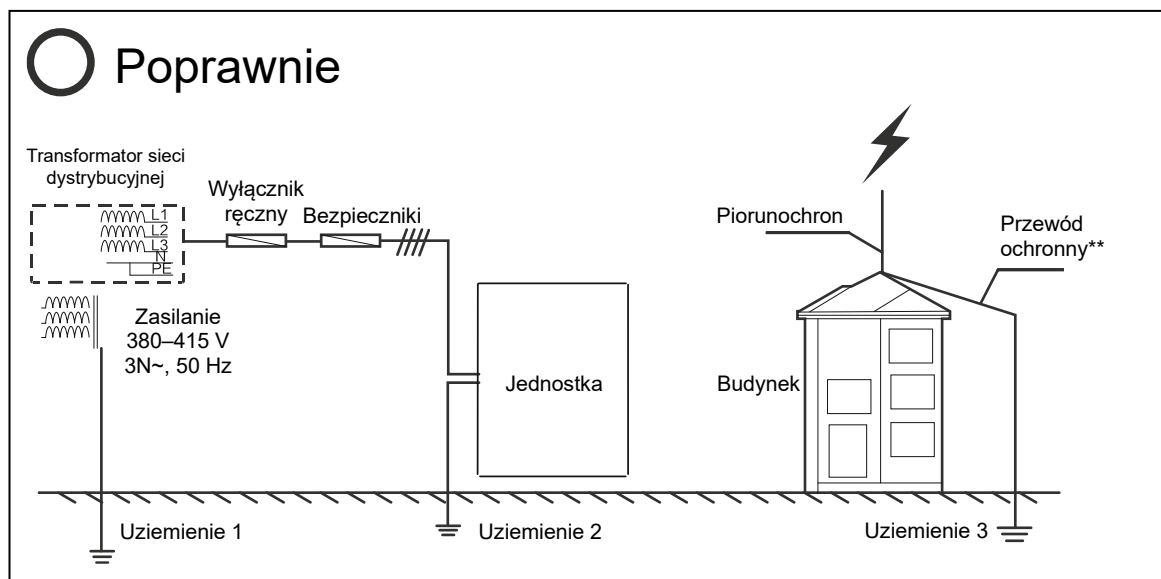 Poprawnie
Transformator sieci
dystrybucyjnej
Wyłącznik
ręczny
Bezpieczniki
L1
L2
L3
N
PE
Zasilanie
380–415 V
3N~, 50 Hz
Jednostka
Piorunochron
Przewód
ochronny**
Budynek
Uziemienie 1
Uziemienie 2
Uziemienie 3